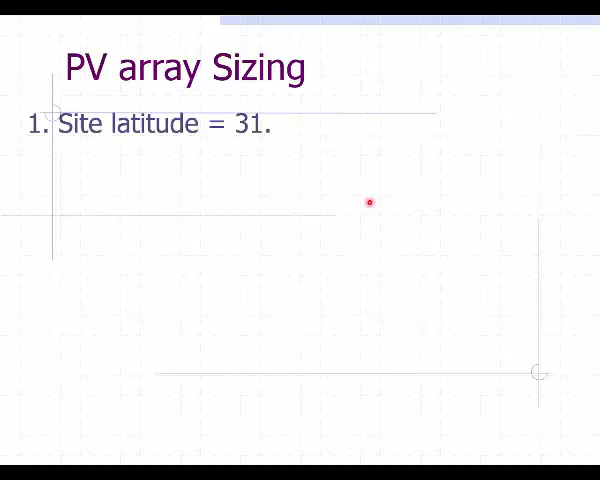 PV array Sizing
1. Site latitude = 31.